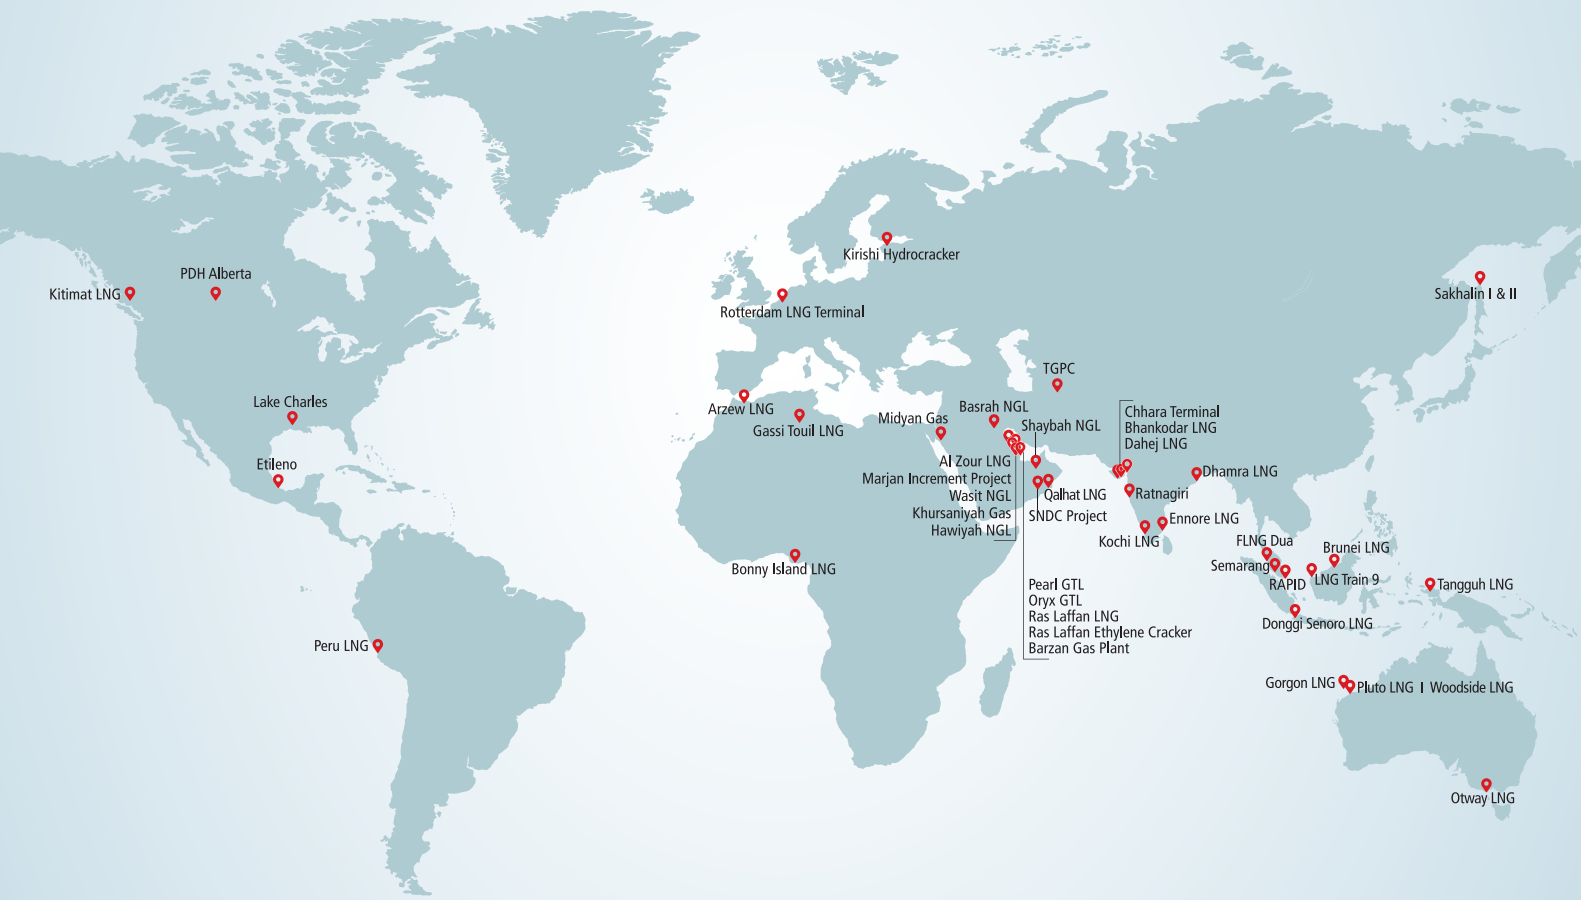 Kirishi Hydrocracker
PDH Alberta
Kitimat LNG
Sakhalin I & II
Rotterdam LNG Terminal
TGPC
Lake Charles
Arzew LNG
Gassi Touil LNG
Midyan Gas
Basrah NGL
Shaybah NGL
Chhara Terminal
Bhankodar LNG
Dahej LNG
Etileno
Al Zour LNG
Marjan Increment Project
Wasit NGL
Khursaniyah Gas
Hawiyah NGL
Qalhat LNG
SNDC Project
Dhamra LNG
Ratnagiri
Ennore LNG
Kochi LNG
FLNG Dua
Brunei LNG
Semarang
RAPID
LNG Train 9
Tangguh LNG
Donggi Senoro LNG
Bonny Island LNG
Pearl GTL
Oryx GTL
Ras Laffan LNG
Ras Laffan Ethylene Cracker
Barzan Gas Plant
Peru LNG
Gorgon LNG
Pluto LNG I Woodside LNG
Otway LNG